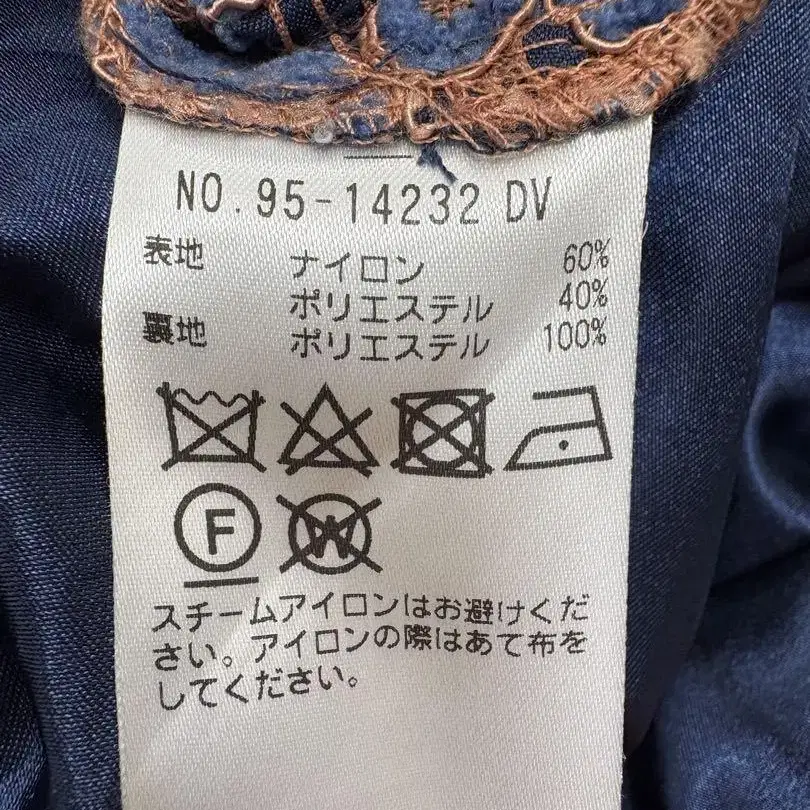 NO.95-14232 DV
表地 ナイロン 60%
ポリエステル 40%
裏地 ポリエステル 100%
F W
スチームアイロンはお避けくだ
さい。アイロンの際はあて布を
してください。